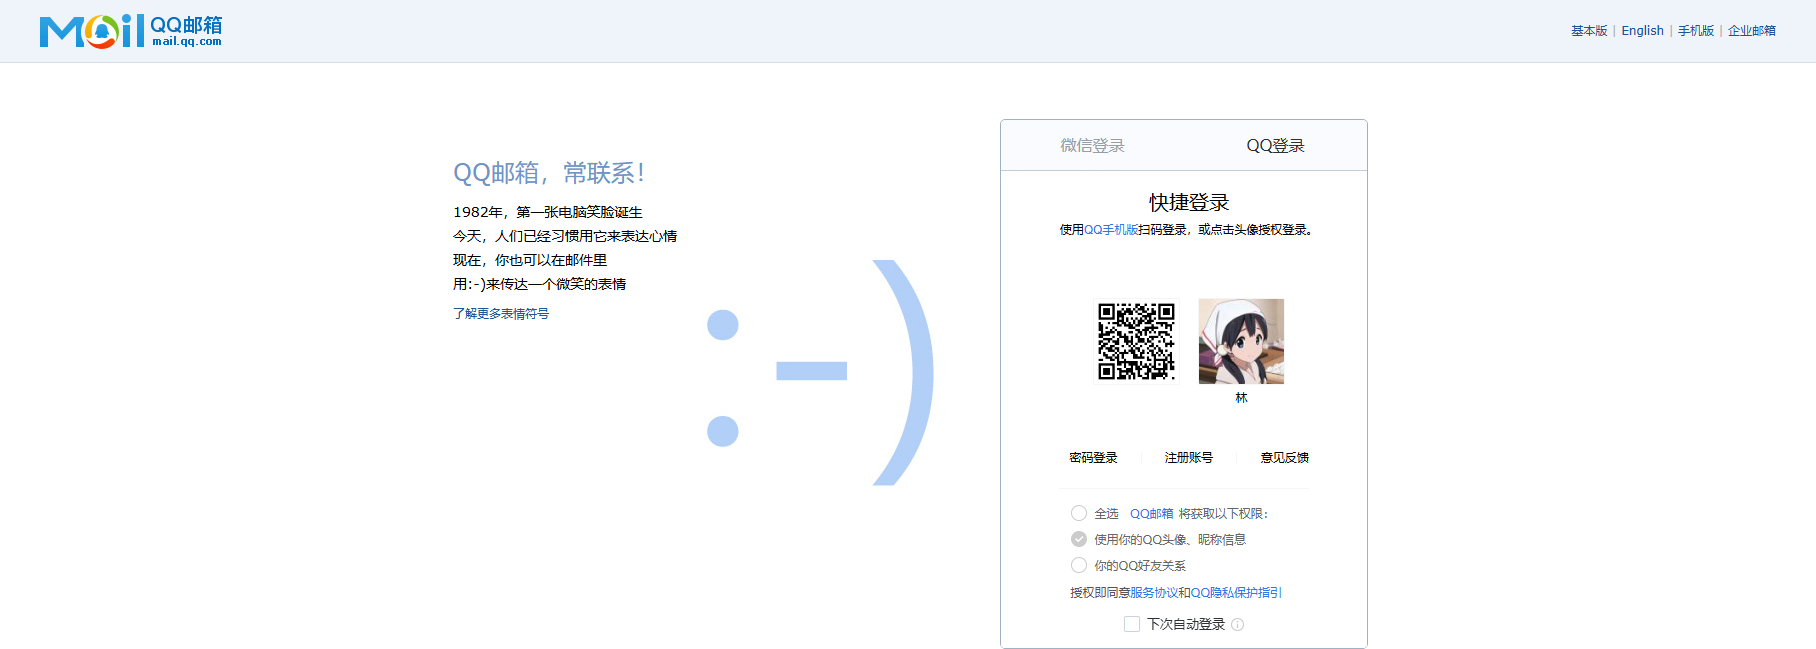 Mail QQ邮箱
mail.qq.com
基本版 | English | 手机版 | 企业邮箱
QQ邮箱，常联系！
1982年，第一张电脑笑脸诞生
今天，人们已经习惯用它来表达心情
现在，你也可以在邮件里
用:-)来传达一个微笑的表情
了解更多表情符号
:-)
微信登录 QQ登录
快捷登录
使用QQ手机版扫码登录，或点击头像授权登录。
林
密码登录 注册账号 意见反馈
全选 QQ邮箱 将获取以下权限：
使用你的QQ头像、昵称信息
你的QQ好友关系
授权即同意服务协议和QQ隐私保护指引
下次自动登录